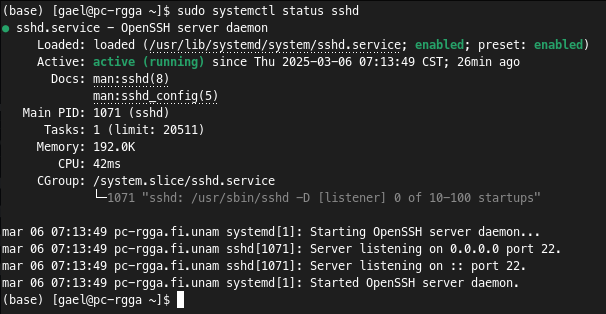 (base) [gael@pc-rgga ~]$ sudo systemctl status sshd
● sshd.service - OpenSSH server daemon
     Loaded: loaded (/usr/lib/systemd/system/sshd.service; enabled; preset: enabled)
     Active: active (running) since Thu 2025-03-06 07:13:49 CST; 26min ago
       Docs: man:sshd(8)
             man:sshd_config(5)
   Main PID: 1071 (sshd)
      Tasks: 1 (limit: 20511)
     Memory: 192.0K
        CPU: 42ms
     CGroup: /system.slice/sshd.service
             └─1071 "sshd: /usr/sbin/sshd -D [listener] 0 of 10-100 startups"

mar 06 07:13:49 pc-rgga.fi.unam systemd[1]: Starting OpenSSH server daemon...
mar 06 07:13:49 pc-rgga.fi.unam sshd[1071]: Server listening on 0.0.0.0 port 22.
mar 06 07:13:49 pc-rgga.fi.unam sshd[1071]: Server listening on :: port 22.
mar 06 07:13:49 pc-rgga.fi.unam systemd[1]: Started OpenSSH server daemon.
(base) [gael@pc-rgga ~]$